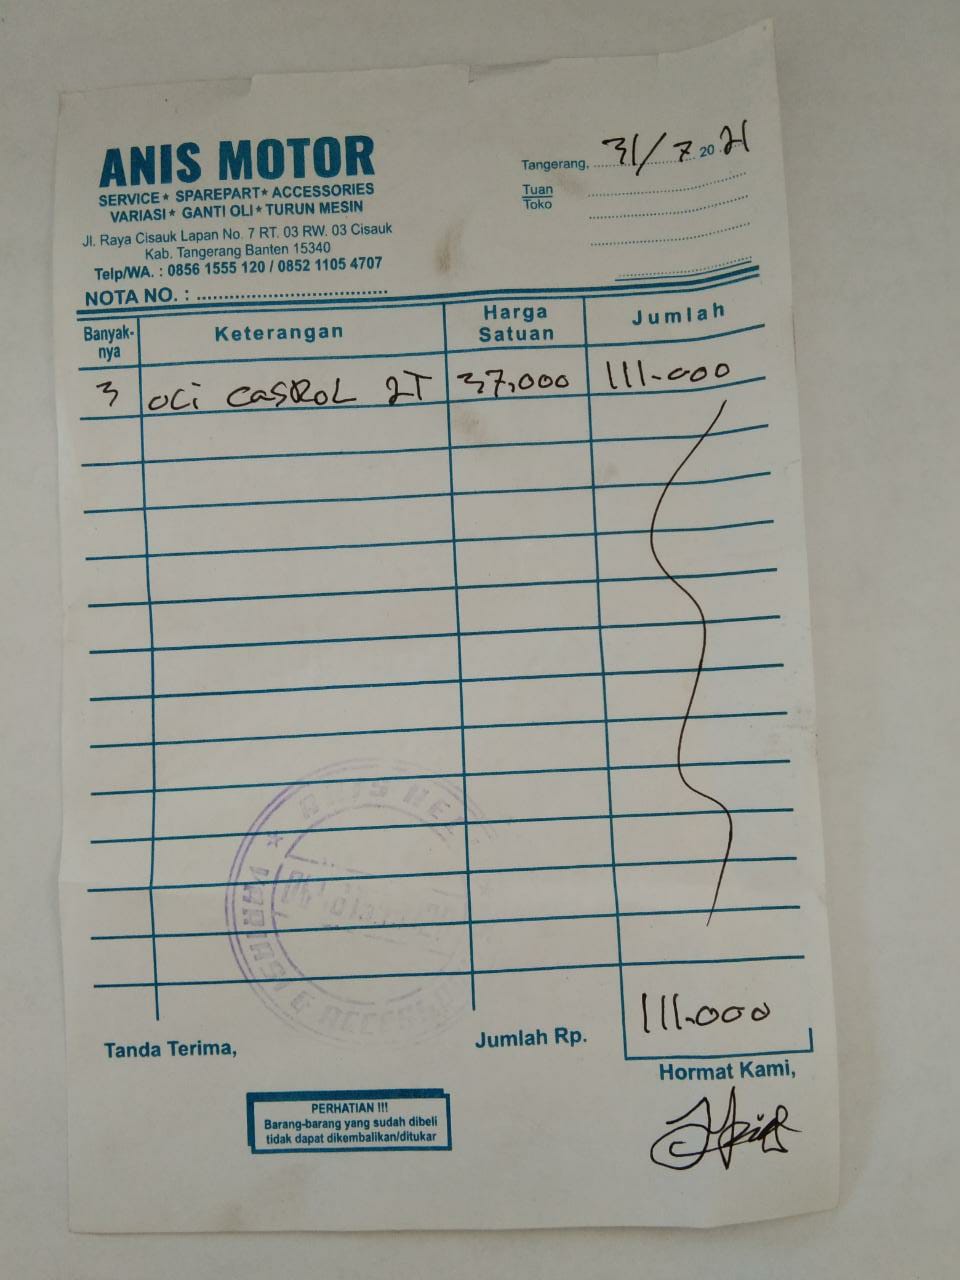 ANIS MOTOR
SERVICE★ SPAREPART★ ACCESSORIES
VARIASI★ GANTI OLI★ TURUN MESIN
Jl. Raya Cisauk Lapan No. 7 RT. 03 RW. 03 Cisauk
Kab. Tangerang Banten 15340
Telp/WA. : 0856 1555 120 / 0852 1105 4707
NOTA NO. :
Tangerang, 31/7 2021
Tuan
Toko
Banyak-nya Keterangan Harga Satuan Jumlah
3 oli CASROL 2T 37,000 111.000
ANIS
VARIASI & ACCES
Tanda Terima, Jumlah Rp. 111.000
Hormat Kami,
PERHATIAN !!!
Barang-barang yang sudah dibeli
tidak dapat dikembalikan/ditukar